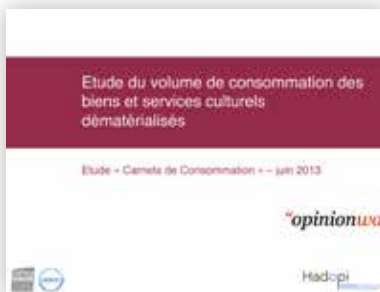 Etude du volume de consommation des
biens et services culturels
dématérialisés
Etude « Carnets de Consommation » – juin 2013
"opinionwa
Hadopi